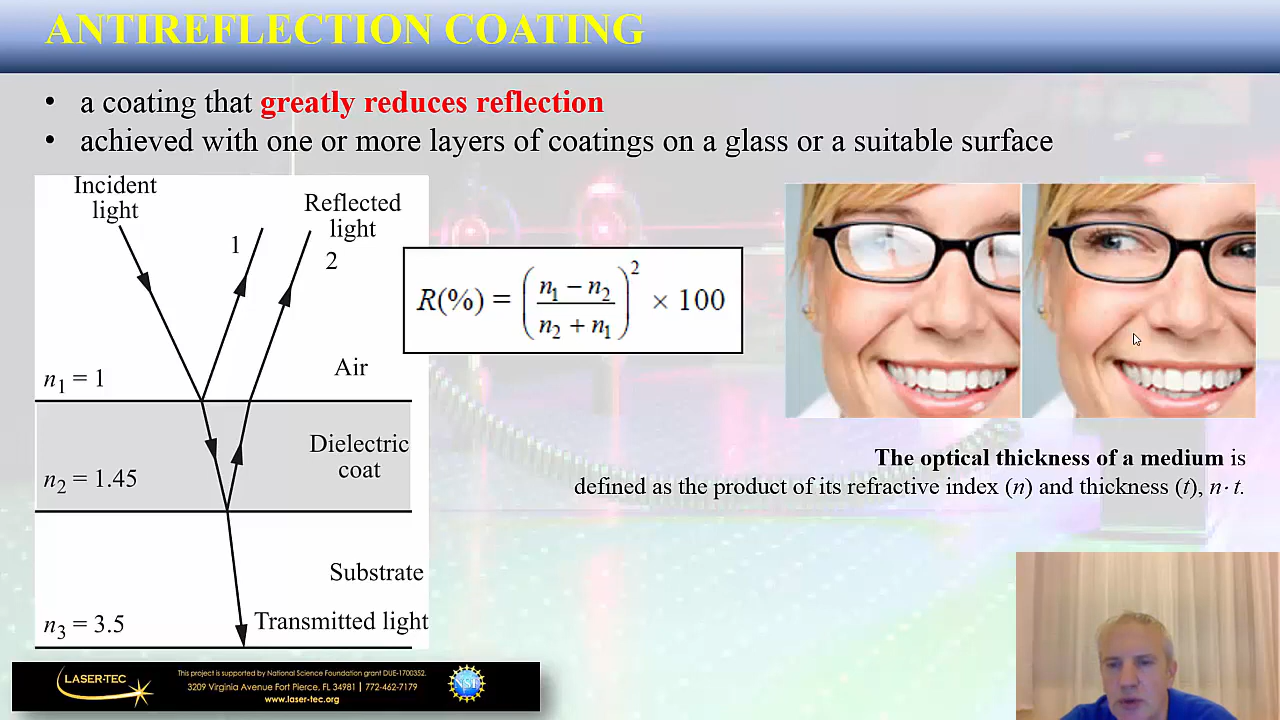 ANTIREFLECTION COATING
• a coating that greatly reduces reflection
• achieved with one or more layers of coatings on a glass or a suitable surface
Incident
light
Reflected
light
1
2
Air
n₁ = 1
Dielectric
coat
n₂ = 1.45
Substrate
Transmitted light
n₃ = 3.5
R(%) = ((n₁ − n₂)/(n₂ + n₁))² × 100
The optical thickness of a medium is
defined as the product of its refractive index (n) and thickness (t), n· t.
LASER-TEC
This project is supported by National Science Foundation grant DUE-1700352.
3209 Virginia Avenue Fort Pierce, FL 34981 | 772-462-7179
www.laser-tec.org
NSF